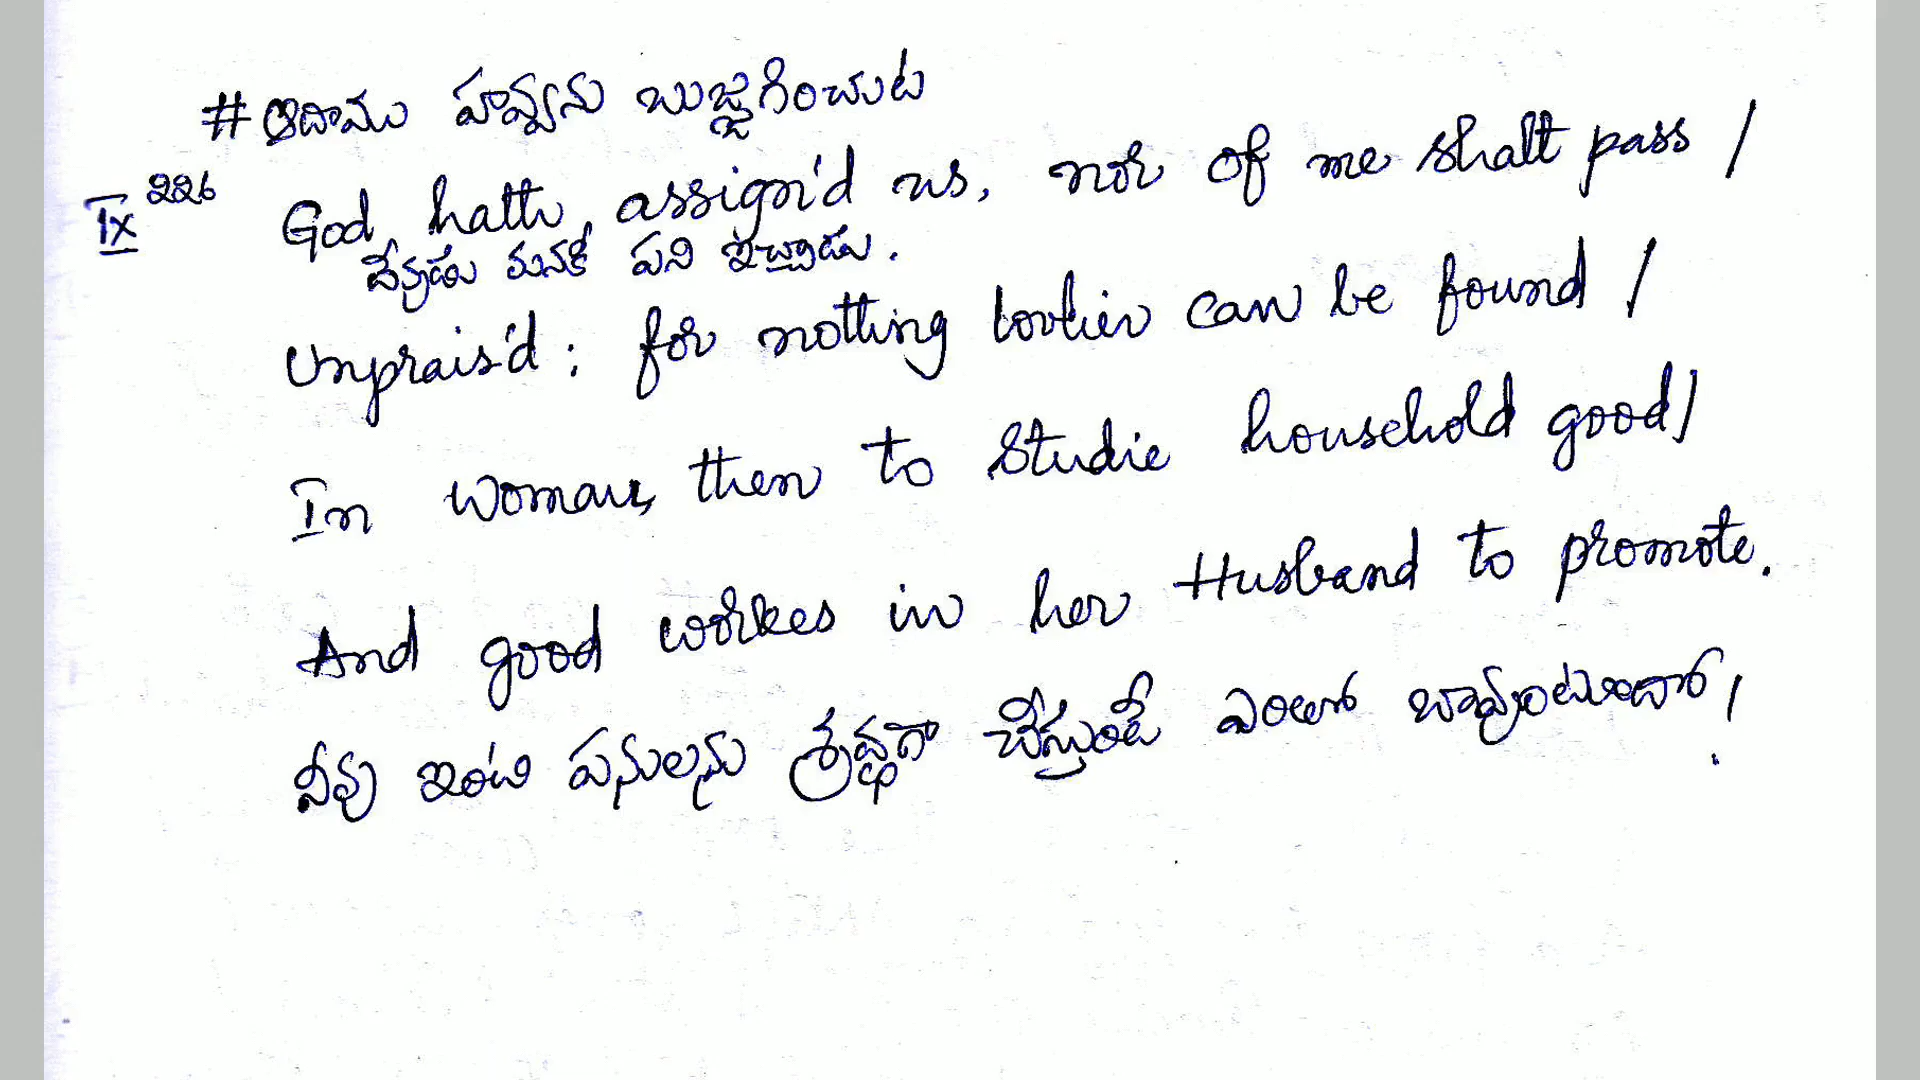 # ఆదాము హవ్వను బుజ్జగించుట
IX 226 God hath assign'd us, nor of me shalt pass /
దేవుడు మనకీ పని ఇచ్చాడు.
Unprais'd : for nothing lovlier can be found /
In woman, then to studie household good /
And good workes in her Husband to promote.
నీవు ఇంటి పనులను శ్రద్ధగా చేస్తుంటే ఎంతో బావుంటుందో !